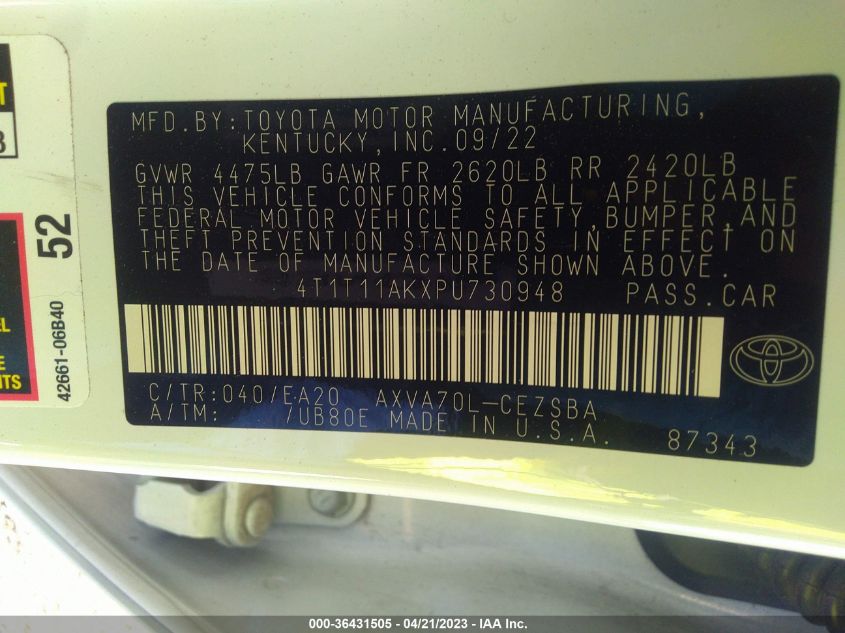 T
3
EL
E
NTS
52
42661-06B40
MFD.BY:TOYOTA MOTOR MANUFACTURING,
KENTUCKY,INC.09/22
GVWR 4475LB GAWR FR 2620LB RR 2420LB
THIS VEHICLE CONFORMS TO ALL APPLICABLE
FEDERAL MOTOR VEHICLE SAFETY,BUMPER,AND
THEFT PREVENTION STANDARDS IN EFFECT ON
THE DATE OF MANUFACTURE SHOWN ABOVE.
4T1T11AKXPU730948 PASS.CAR
C/TR:040/EA20 AXVA70L-CEZSBA
A/TM: /UB80E MADE IN U.S.A. 87343
000-36431505 - 04/21/2023 - IAA Inc.